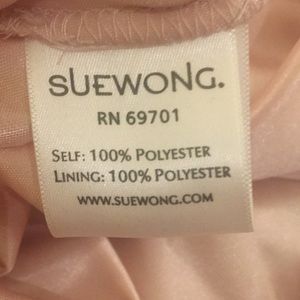 SUEWONG.
RN 69701
SELF: 100% POLYESTER
LINING: 100% POLYESTER
WWW.SUEWONG.COM